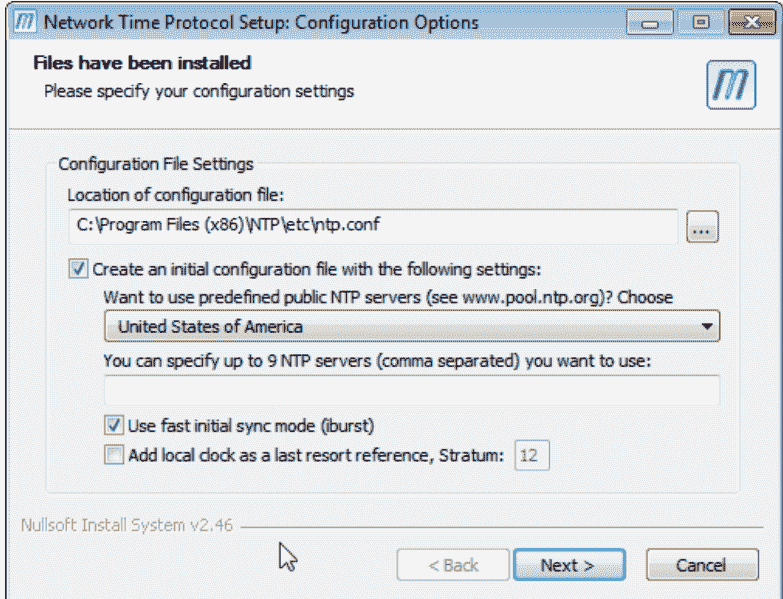 Network Time Protocol Setup: Configuration Options
Files have been installed
Please specify your configuration settings
Configuration File Settings
Location of configuration file:
C:\Program Files (x86)\NTP\etc\ntp.conf
...
Create an initial configuration file with the following settings:
Want to use predefined public NTP servers (see www.pool.ntp.org)? Choose
United States of America
You can specify up to 9 NTP servers (comma separated) you want to use:
Use fast initial sync mode (iburst)
Add local clock as a last resort reference, Stratum: 12
Nullsoft Install System v2.46
< Back Next > Cancel